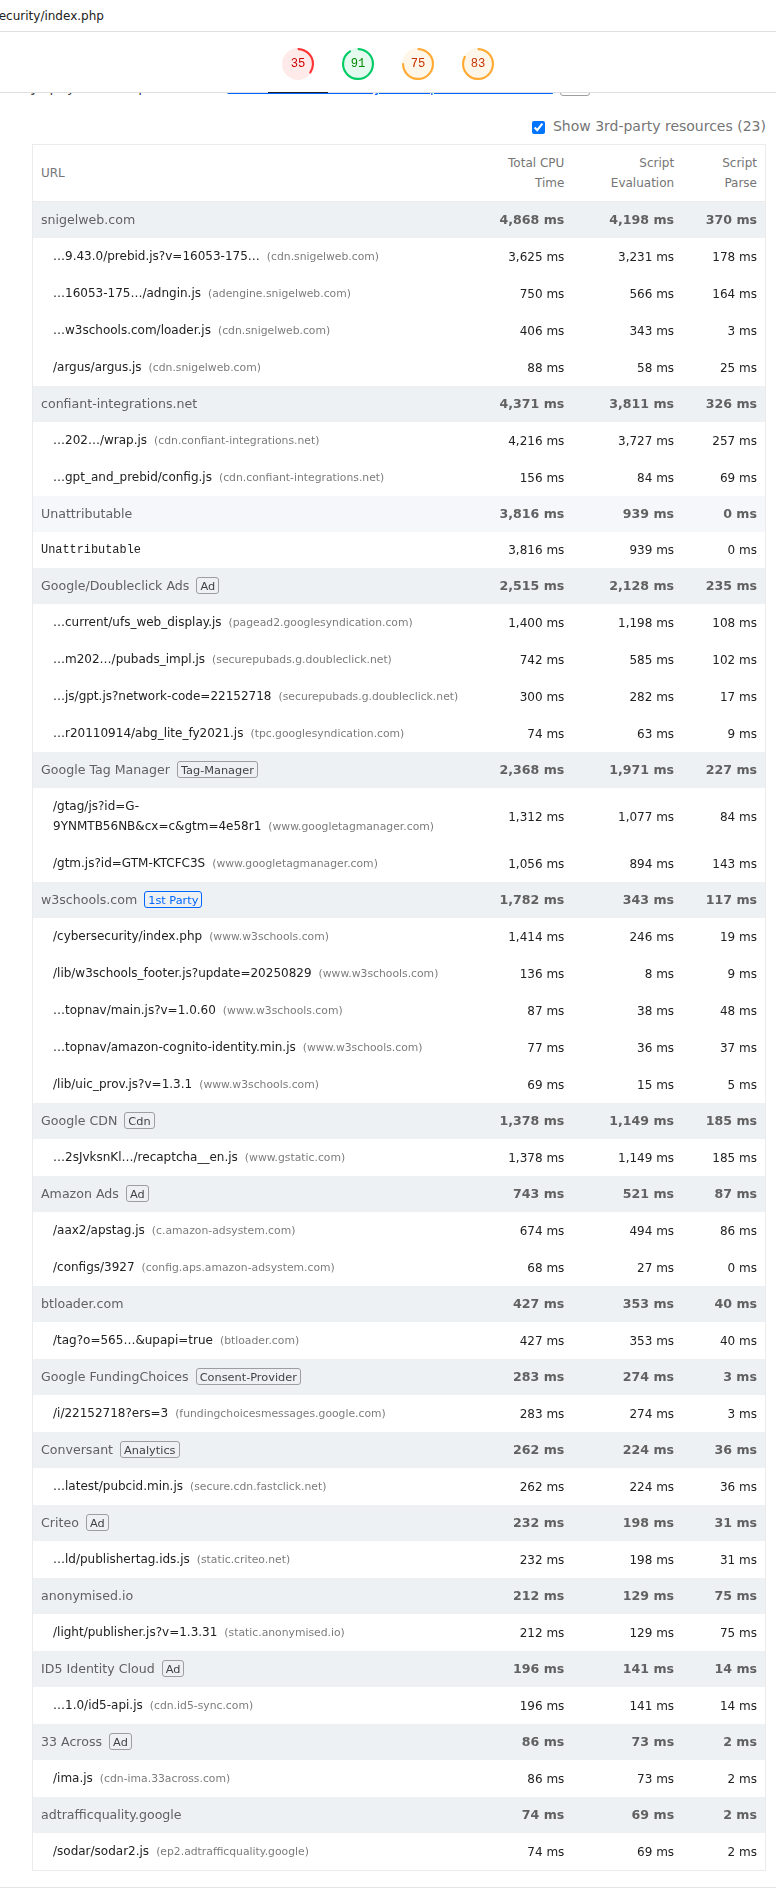 ecurity/index.php
35 91 75 83
Show 3rd-party resources (23)
URL Total CPU Time Script Evaluation Script Parse
snigelweb.com 4,868 ms 4,198 ms 370 ms
…9.43.0/prebid.js?v=16053-175… (cdn.snigelweb.com) 3,625 ms 3,231 ms 178 ms
…16053-175…/adngin.js (adengine.snigelweb.com) 750 ms 566 ms 164 ms
…w3schools.com/loader.js (cdn.snigelweb.com) 406 ms 343 ms 3 ms
/argus/argus.js (cdn.snigelweb.com) 88 ms 58 ms 25 ms
confiant-integrations.net 4,371 ms 3,811 ms 326 ms
…202…/wrap.js (cdn.confiant-integrations.net) 4,216 ms 3,727 ms 257 ms
…gpt_and_prebid/config.js (cdn.confiant-integrations.net) 156 ms 84 ms 69 ms
Unattributable 3,816 ms 939 ms 0 ms
Unattributable 3,816 ms 939 ms 0 ms
Google/Doubleclick Ads Ad 2,515 ms 2,128 ms 235 ms
…current/ufs_web_display.js (pagead2.googlesyndication.com) 1,400 ms 1,198 ms 108 ms
…m202…/pubads_impl.js (securepubads.g.doubleclick.net) 742 ms 585 ms 102 ms
…js/gpt.js?network-code=22152718 (securepubads.g.doubleclick.net) 300 ms 282 ms 17 ms
…r20110914/abg_lite_fy2021.js (tpc.googlesyndication.com) 74 ms 63 ms 9 ms
Google Tag Manager Tag-Manager 2,368 ms 1,971 ms 227 ms
/gtag/js?id=G-
9YNMTB56NB&cx=c&gtm=4e58r1 (www.googletagmanager.com) 1,312 ms 1,077 ms 84 ms
/gtm.js?id=GTM-KTCFC3S (www.googletagmanager.com) 1,056 ms 894 ms 143 ms
w3schools.com 1st Party 1,782 ms 343 ms 117 ms
/cybersecurity/index.php (www.w3schools.com) 1,414 ms 246 ms 19 ms
/lib/w3schools_footer.js?update=20250829 (www.w3schools.com) 136 ms 8 ms 9 ms
…topnav/main.js?v=1.0.60 (www.w3schools.com) 87 ms 38 ms 48 ms
…topnav/amazon-cognito-identity.min.js (www.w3schools.com) 77 ms 36 ms 37 ms
/lib/uic_prov.js?v=1.3.1 (www.w3schools.com) 69 ms 15 ms 5 ms
Google CDN Cdn 1,378 ms 1,149 ms 185 ms
…2sJvksnKl…/recaptcha__en.js (www.gstatic.com) 1,378 ms 1,149 ms 185 ms
Amazon Ads Ad 743 ms 521 ms 87 ms
/aax2/apstag.js (c.amazon-adsystem.com) 674 ms 494 ms 86 ms
/configs/3927 (config.aps.amazon-adsystem.com) 68 ms 27 ms 0 ms
btloader.com 427 ms 353 ms 40 ms
/tag?o=565…&upapi=true (btloader.com) 427 ms 353 ms 40 ms
Google FundingChoices Consent-Provider 283 ms 274 ms 3 ms
/i/22152718?ers=3 (fundingchoicesmessages.google.com) 283 ms 274 ms 3 ms
Conversant Analytics 262 ms 224 ms 36 ms
…latest/pubcid.min.js (secure.cdn.fastclick.net) 262 ms 224 ms 36 ms
Criteo Ad 232 ms 198 ms 31 ms
…ld/publishertag.ids.js (static.criteo.net) 232 ms 198 ms 31 ms
anonymised.io 212 ms 129 ms 75 ms
/light/publisher.js?v=1.3.31 (static.anonymised.io) 212 ms 129 ms 75 ms
ID5 Identity Cloud Ad 196 ms 141 ms 14 ms
…1.0/id5-api.js (cdn.id5-sync.com) 196 ms 141 ms 14 ms
33 Across Ad 86 ms 73 ms 2 ms
/ima.js (cdn-ima.33across.com) 86 ms 73 ms 2 ms
adtrafficquality.google 74 ms 69 ms 2 ms
/sodar/sodar2.js (ep2.adtrafficquality.google) 74 ms 69 ms 2 ms